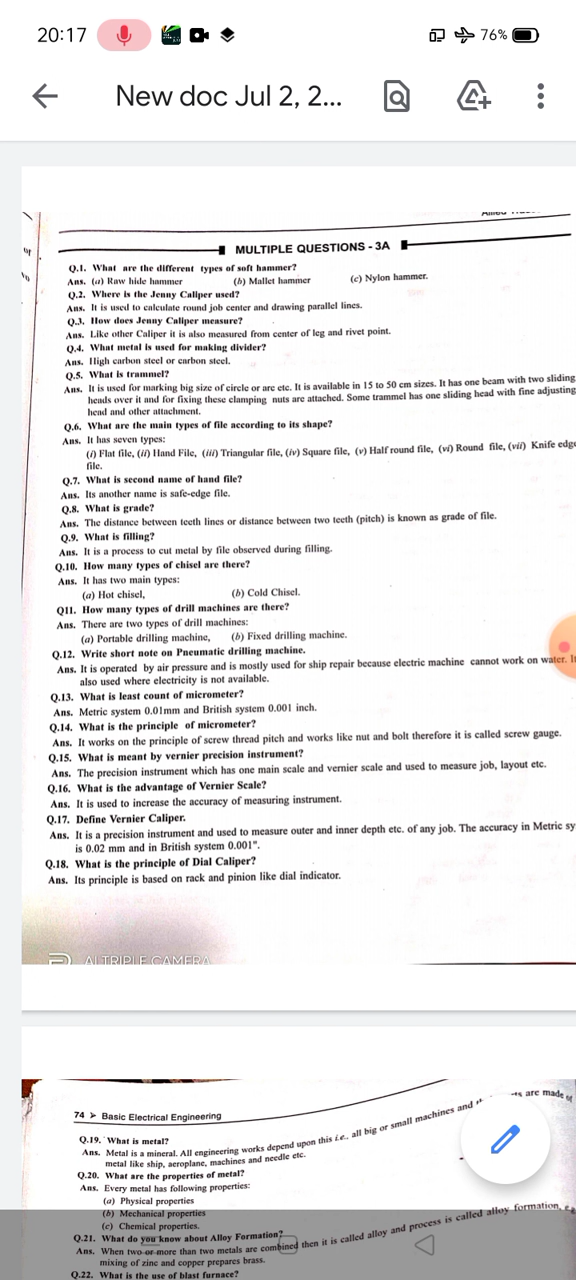 20:17
76%
New doc Jul 2, 2...
MULTIPLE QUESTIONS - 3A
Q.1. What are the different types of soft hammer?
Ans. (a) Raw hide hammer (b) Mallet hammer (c) Nylon hammer.
Q.2. Where is the Jenny Caliper used?
Ans. It is used to calculate round job center and drawing parallel lines.
Q.3. How does Jenny Caliper measure?
Ans. Like other Caliper it is also measured from center of leg and rivet point.
Q.4. What metal is used for making divider?
Ans. High carbon steel or carbon steel.
Q.5. What is trammel?
Ans. It is used for marking big size of circle or arc etc. It is available in 15 to 50 cm sizes. It has one beam with two sliding
heads over it and for fixing these clamping nuts are attached. Some trammel has one sliding head with fine adjusting
head and other attachment.
Q.6. What are the main types of file according to its shape?
Ans. It has seven types:
(i) Flat file, (ii) Hand File, (iii) Triangular file, (iv) Square file, (v) Half round file, (vi) Round file, (vii) Knife edge
file.
Q.7. What is second name of hand file?
Ans. Its another name is safe-edge file.
Q.8. What is grade?
Ans. The distance between teeth lines or distance between two teeth (pitch) is known as grade of file.
Q.9. What is filling?
Ans. It is a process to cut metal by file observed during filling.
Q.10. How many types of chisel are there?
Ans. It has two main types:
(a) Hot chisel, (b) Cold Chisel.
Q11. How many types of drill machines are there?
Ans. There are two types of drill machines:
(a) Portable drilling machine, (b) Fixed drilling machine.
Q.12. Write short note on Pneumatic drilling machine.
Ans. It is operated by air pressure and is mostly used for ship repair because electric machine cannot work on water. It
also used where electricity is not available.
Q.13. What is least count of micrometer?
Ans. Metric system 0.01mm and British system 0.001 inch.
Q.14. What is the principle of micrometer?
Ans. It works on the principle of screw thread pitch and works like nut and bolt therefore it is called screw gauge.
Q.15. What is meant by vernier precision instrument?
Ans. The precision instrument which has one main scale and vernier scale and used to measure job, layout etc.
Q.16. What is the advantage of Vernier Scale?
Ans. It is used to increase the accuracy of measuring instrument.
Q.17. Define Vernier Caliper.
Ans. It is a precision instrument and used to measure outer and inner depth etc. of any job. The accuracy in Metric sy
is 0.02 mm and in British system 0.001".
Q.18. What is the principle of Dial Caliper?
Ans. Its principle is based on rack and pinion like dial indicator.
AI TRIPLE CAMERA
74 > Basic Electrical Engineering
Q.19. What is metal?
Ans. Metal is a mineral. All engineering works depend upon this i.e., all big or small machines and are made of
metal like ship, aeroplane, machines and needle etc.
Q.20. What are the properties of metal?
Ans. Every metal has following properties:
(a) Physical properties
(b) Mechanical properties
(c) Chemical properties.
Q.21. What do you know about Alloy Formation?
Ans. When two or more than two metals are combined then it is called alloy and process is called alloy formation,
mixing of zinc and copper prepares brass.
Q.22. What is the use of blast furnace?